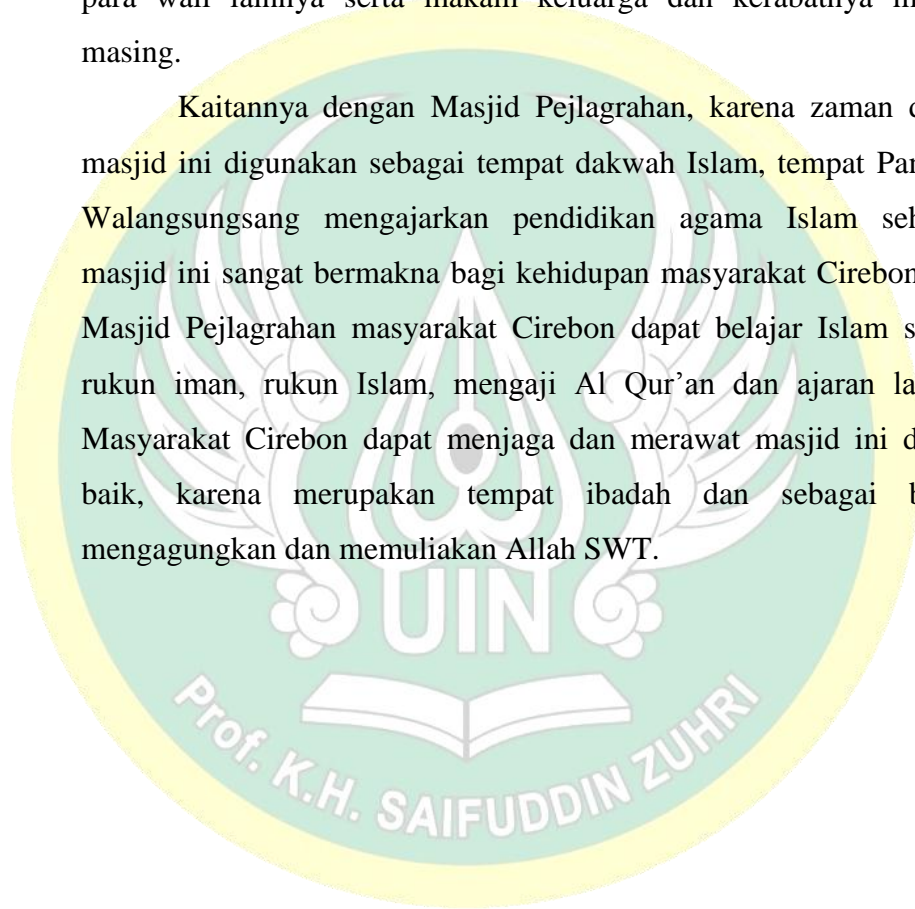 para wali lainnya serta makam keluarga dan kerabatnya
masing.
Kaitannya dengan Masjid Pejlagrahan, karena zaman
masjid ini digunakan sebagai tempat dakwah Islam, tempat
Walangsungsang mengajarkan pendidikan agama Islam
masjid ini sangat bermakna bagi kehidupan masyarakat Cirebon
Masjid Pejlagrahan masyarakat Cirebon dapat belajar Islam
rukun iman, rukun Islam, mengaji Al Qur’an dan ajaran
Masyarakat Cirebon dapat menjaga dan merawat masjid ini
baik, karena merupakan tempat ibadah dan sebagai
mengagungkan dan memuliakan Allah SWT.
UIN
Prof. K.H. SAIFUDDIN ZUHRI